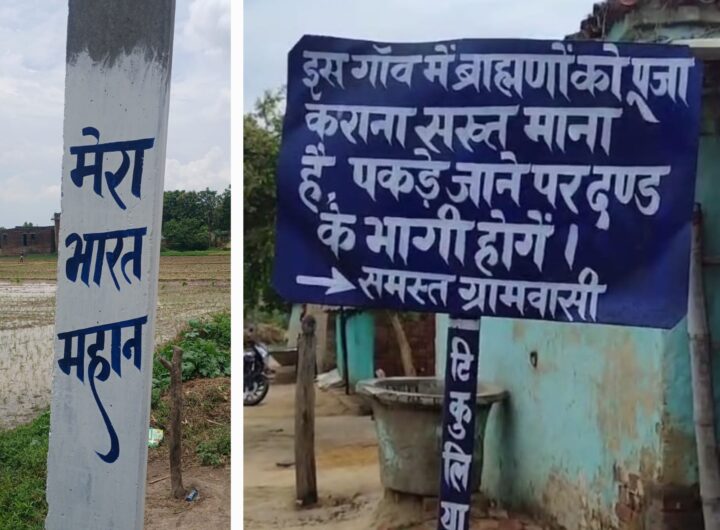 मेरा
भारत
महान
इस गाँव में ब्राह्मणों को पूजा
कराना सख्त माना
हैं, पकड़े जाने पर दण्ड
के भागी होगें।
समस्त ग्रामवासी
टिकुलिया